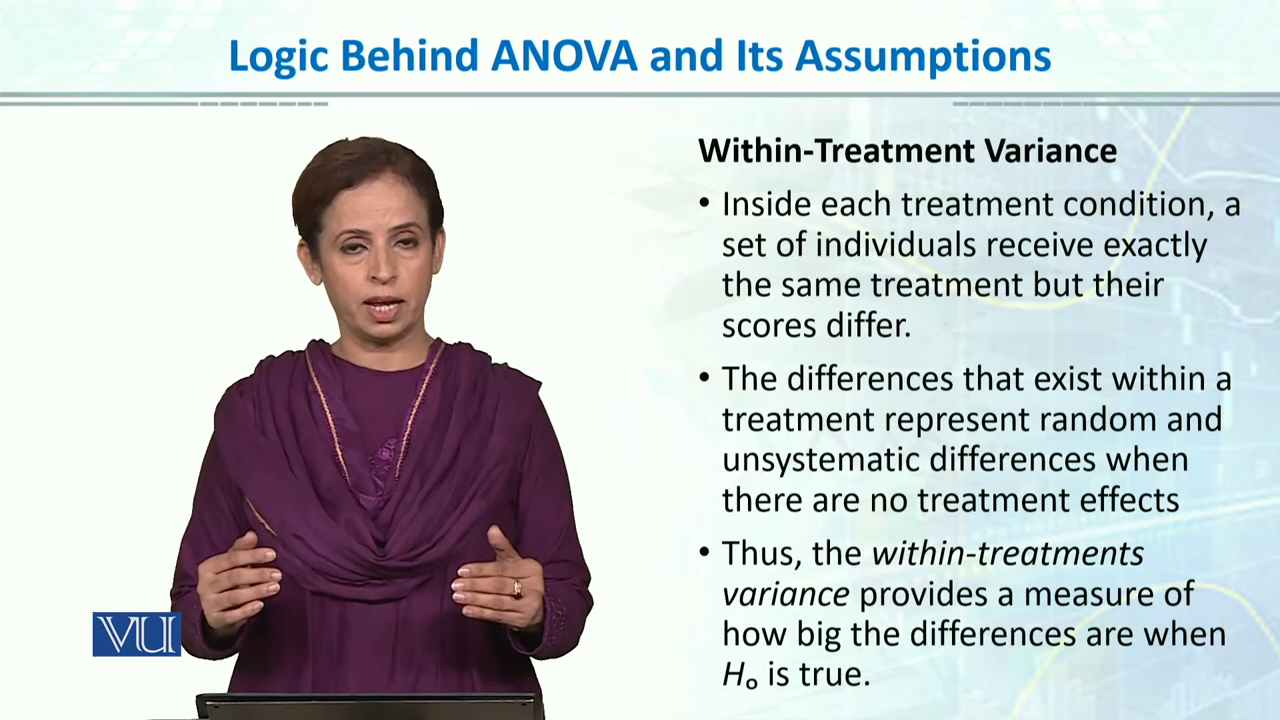 Logic Behind ANOVA and Its Assumptions
Within-Treatment Variance
• Inside each treatment condition, a
set of individuals receive exactly
the same treatment but their
scores differ.
• The differences that exist within a
treatment represent random and
unsystematic differences when
there are no treatment effects
• Thus, the within-treatments
variance provides a measure of
how big the differences are when
H₀ is true.
VU